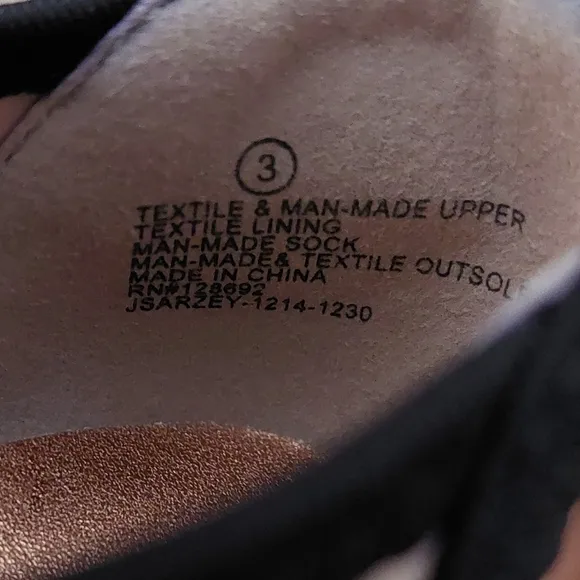 3
TEXTILE & MAN-MADE UPPER
TEXTILE LINING
MAN-MADE SOCK
MAN-MADE& TEXTILE OUTSOL
MADE IN CHINA
RN#128692
JSARZEY-1214-1230